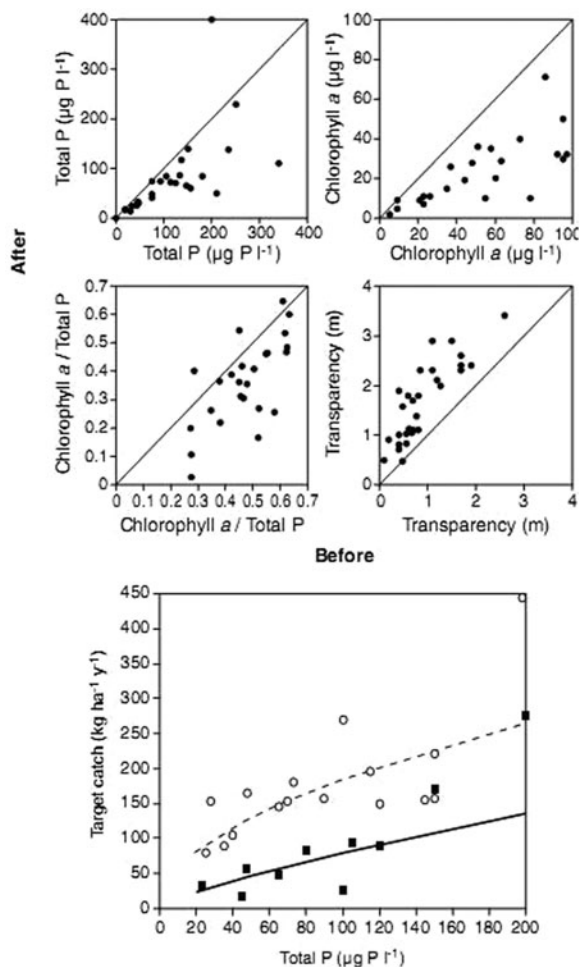 400
300
200
100
0
Total P (µg P l-1)
0 100 200 300 400
Total P (µg P l-1)
100
80
60
40
20
0
Chlorophyll a (µg l-1)
0 20 40 60 80 100
Chlorophyll a (µg l-1)
After
0.7
0.6
0.5
0.4
0.3
0.2
0.1
0
Chlorophyll a / Total P
0 0.1 0.2 0.3 0.4 0.5 0.6 0.7
Chlorophyll a / Total P
4
3
2
1
0
Transparency (m)
0 1 2 3 4
Transparency (m)
Before
450
400
350
300
250
200
150
100
50
0
Target catch (kg ha-1 y-1)
0 20 40 60 80 100 120 140 160 180 200
Total P (µg P l-1)